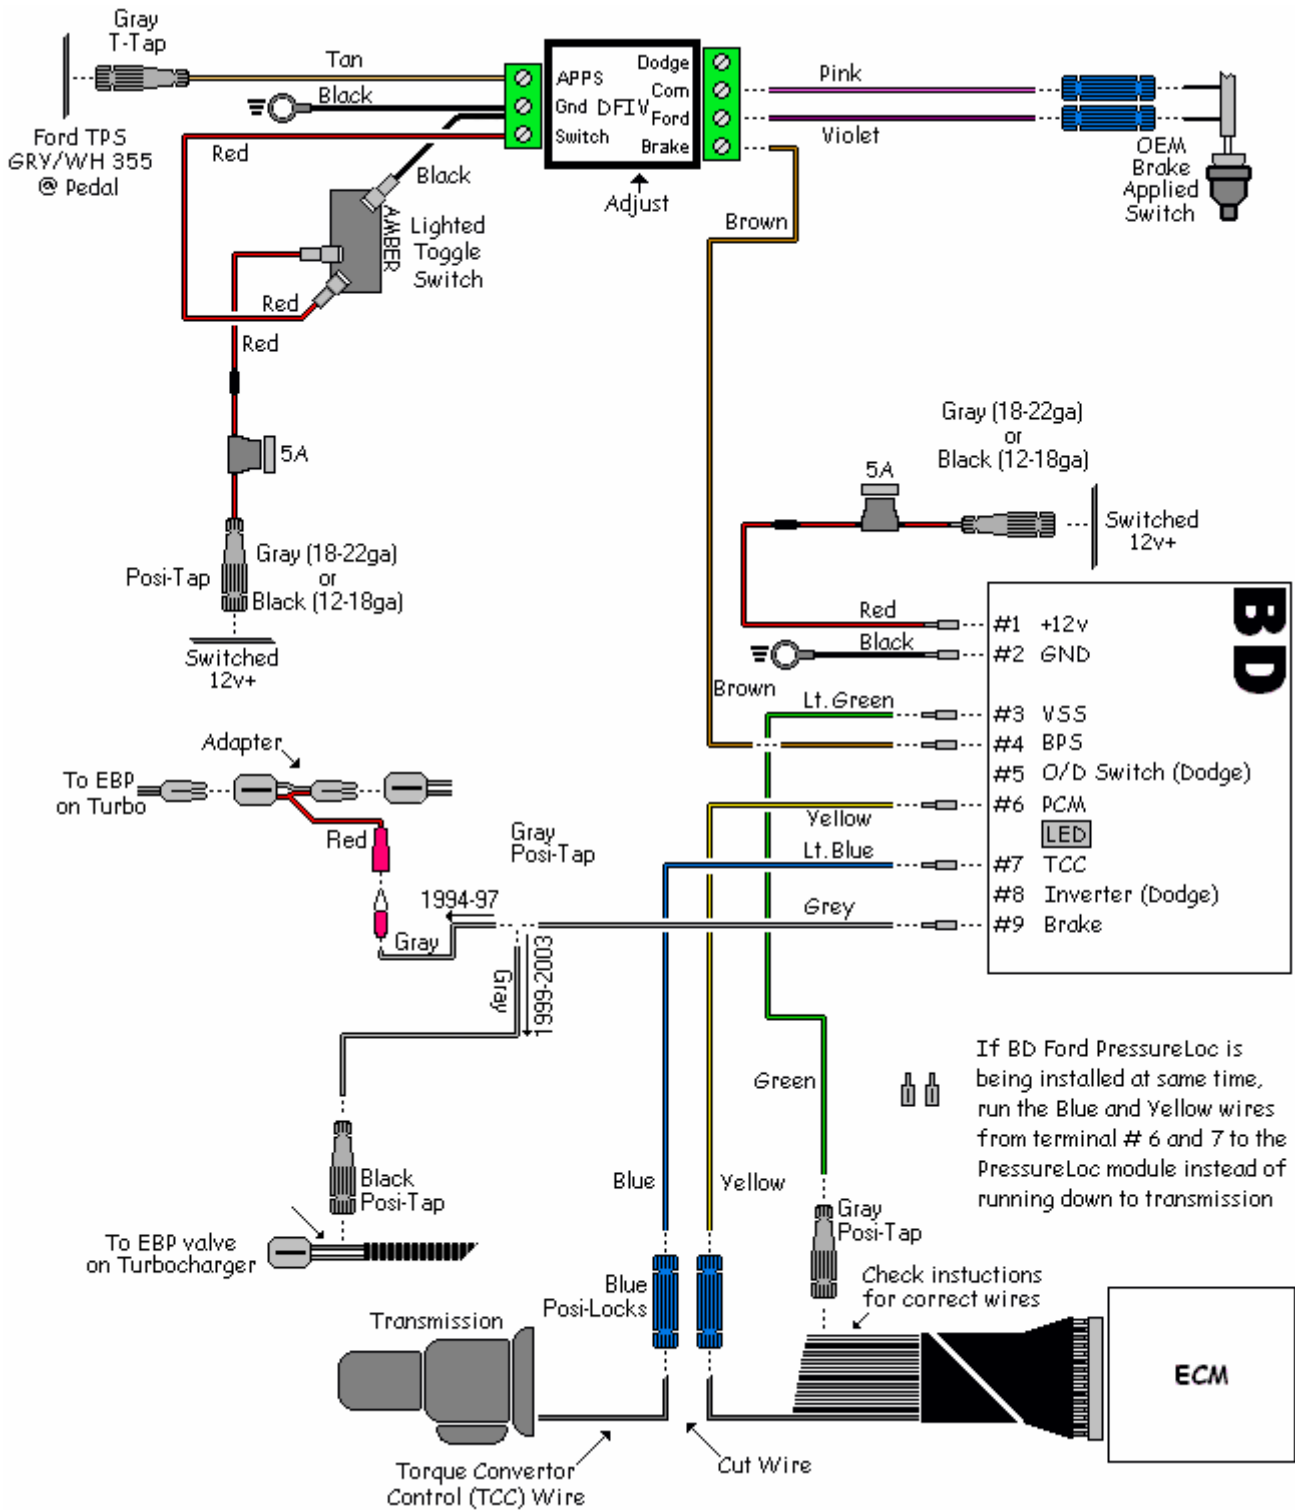 Gray
T-Tap
Tan
Black
Ford TPS
GRY/WH 355
@ Pedal
Red
APPS
Gnd DFIV
Switch
Dodge
Com
Ford
Brake
Adjust
Pink
Violet
OEM
Brake
Applied
Switch
Black
AMBER
Lighted
Toggle
Switch
Red
Red
Brown
5A
Posi-Tap
Gray (18-22ga)
or
Black (12-18ga)
Switched
12v+
Gray (18-22ga)
or
Black (12-18ga)
5A
Switched
12v+
BD
Red
Black
Brown
Lt. Green
Yellow
Lt. Blue
Grey
#1 +12v
#2 GND
#3 VSS
#4 BPS
#5 O/D Switch (Dodge)
#6 PCM
LED
#7 TCC
#8 Inverter (Dodge)
#9 Brake
Adapter
To EBP
on Turbo
Red
Gray
Posi-Tap
1994-97
Gray
Gray
1999-2003
Black
Posi-Tap
To EBP valve
on Turbocharger
Green
If BD Ford PressureLoc is
being installed at same time,
run the Blue and Yellow wires
from terminal # 6 and 7 to the
PressureLoc module instead of
running down to transmission
Blue
Yellow
Gray
Posi-Tap
Blue
Posi-Locks
Check instuctions
for correct wires
Transmission
ECM
Torque Convertor
Control (TCC) Wire
Cut Wire